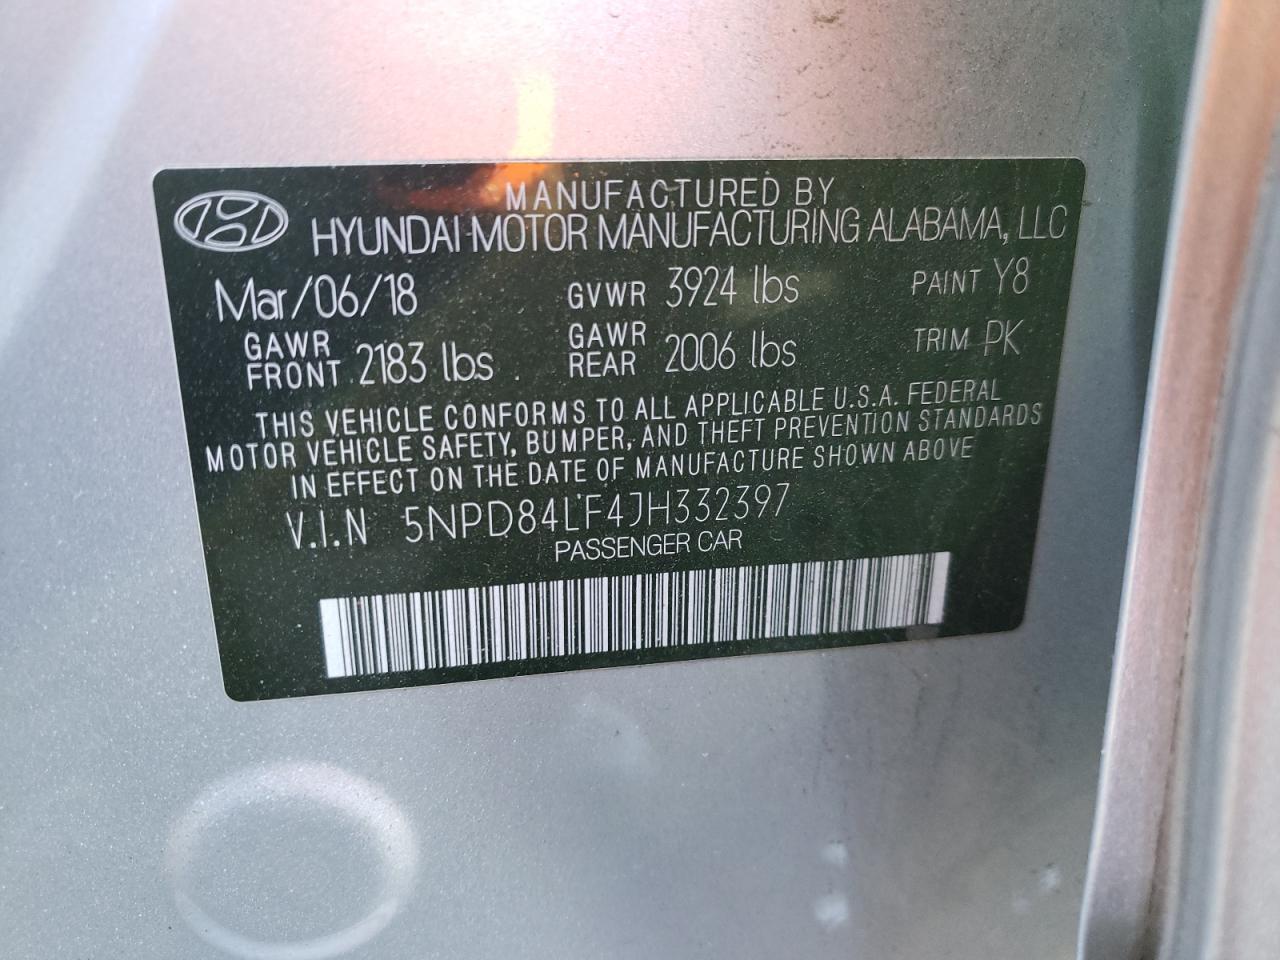 MANUFACTURED BY
HYUNDAI MOTOR MANUFACTURING ALABAMA, LLC
Mar/06/18 GVWR 3924 lbs PAINT Y8
GAWR FRONT 2183 lbs GAWR REAR 2006 lbs TRIM PK
THIS VEHICLE CONFORMS TO ALL APPLICABLE U.S.A. FEDERAL
MOTOR VEHICLE SAFETY, BUMPER, AND THEFT PREVENTION STANDARDS
IN EFFECT ON THE DATE OF MANUFACTURE SHOWN ABOVE
V.I.N 5NPD84LF4JH332397
PASSENGER CAR